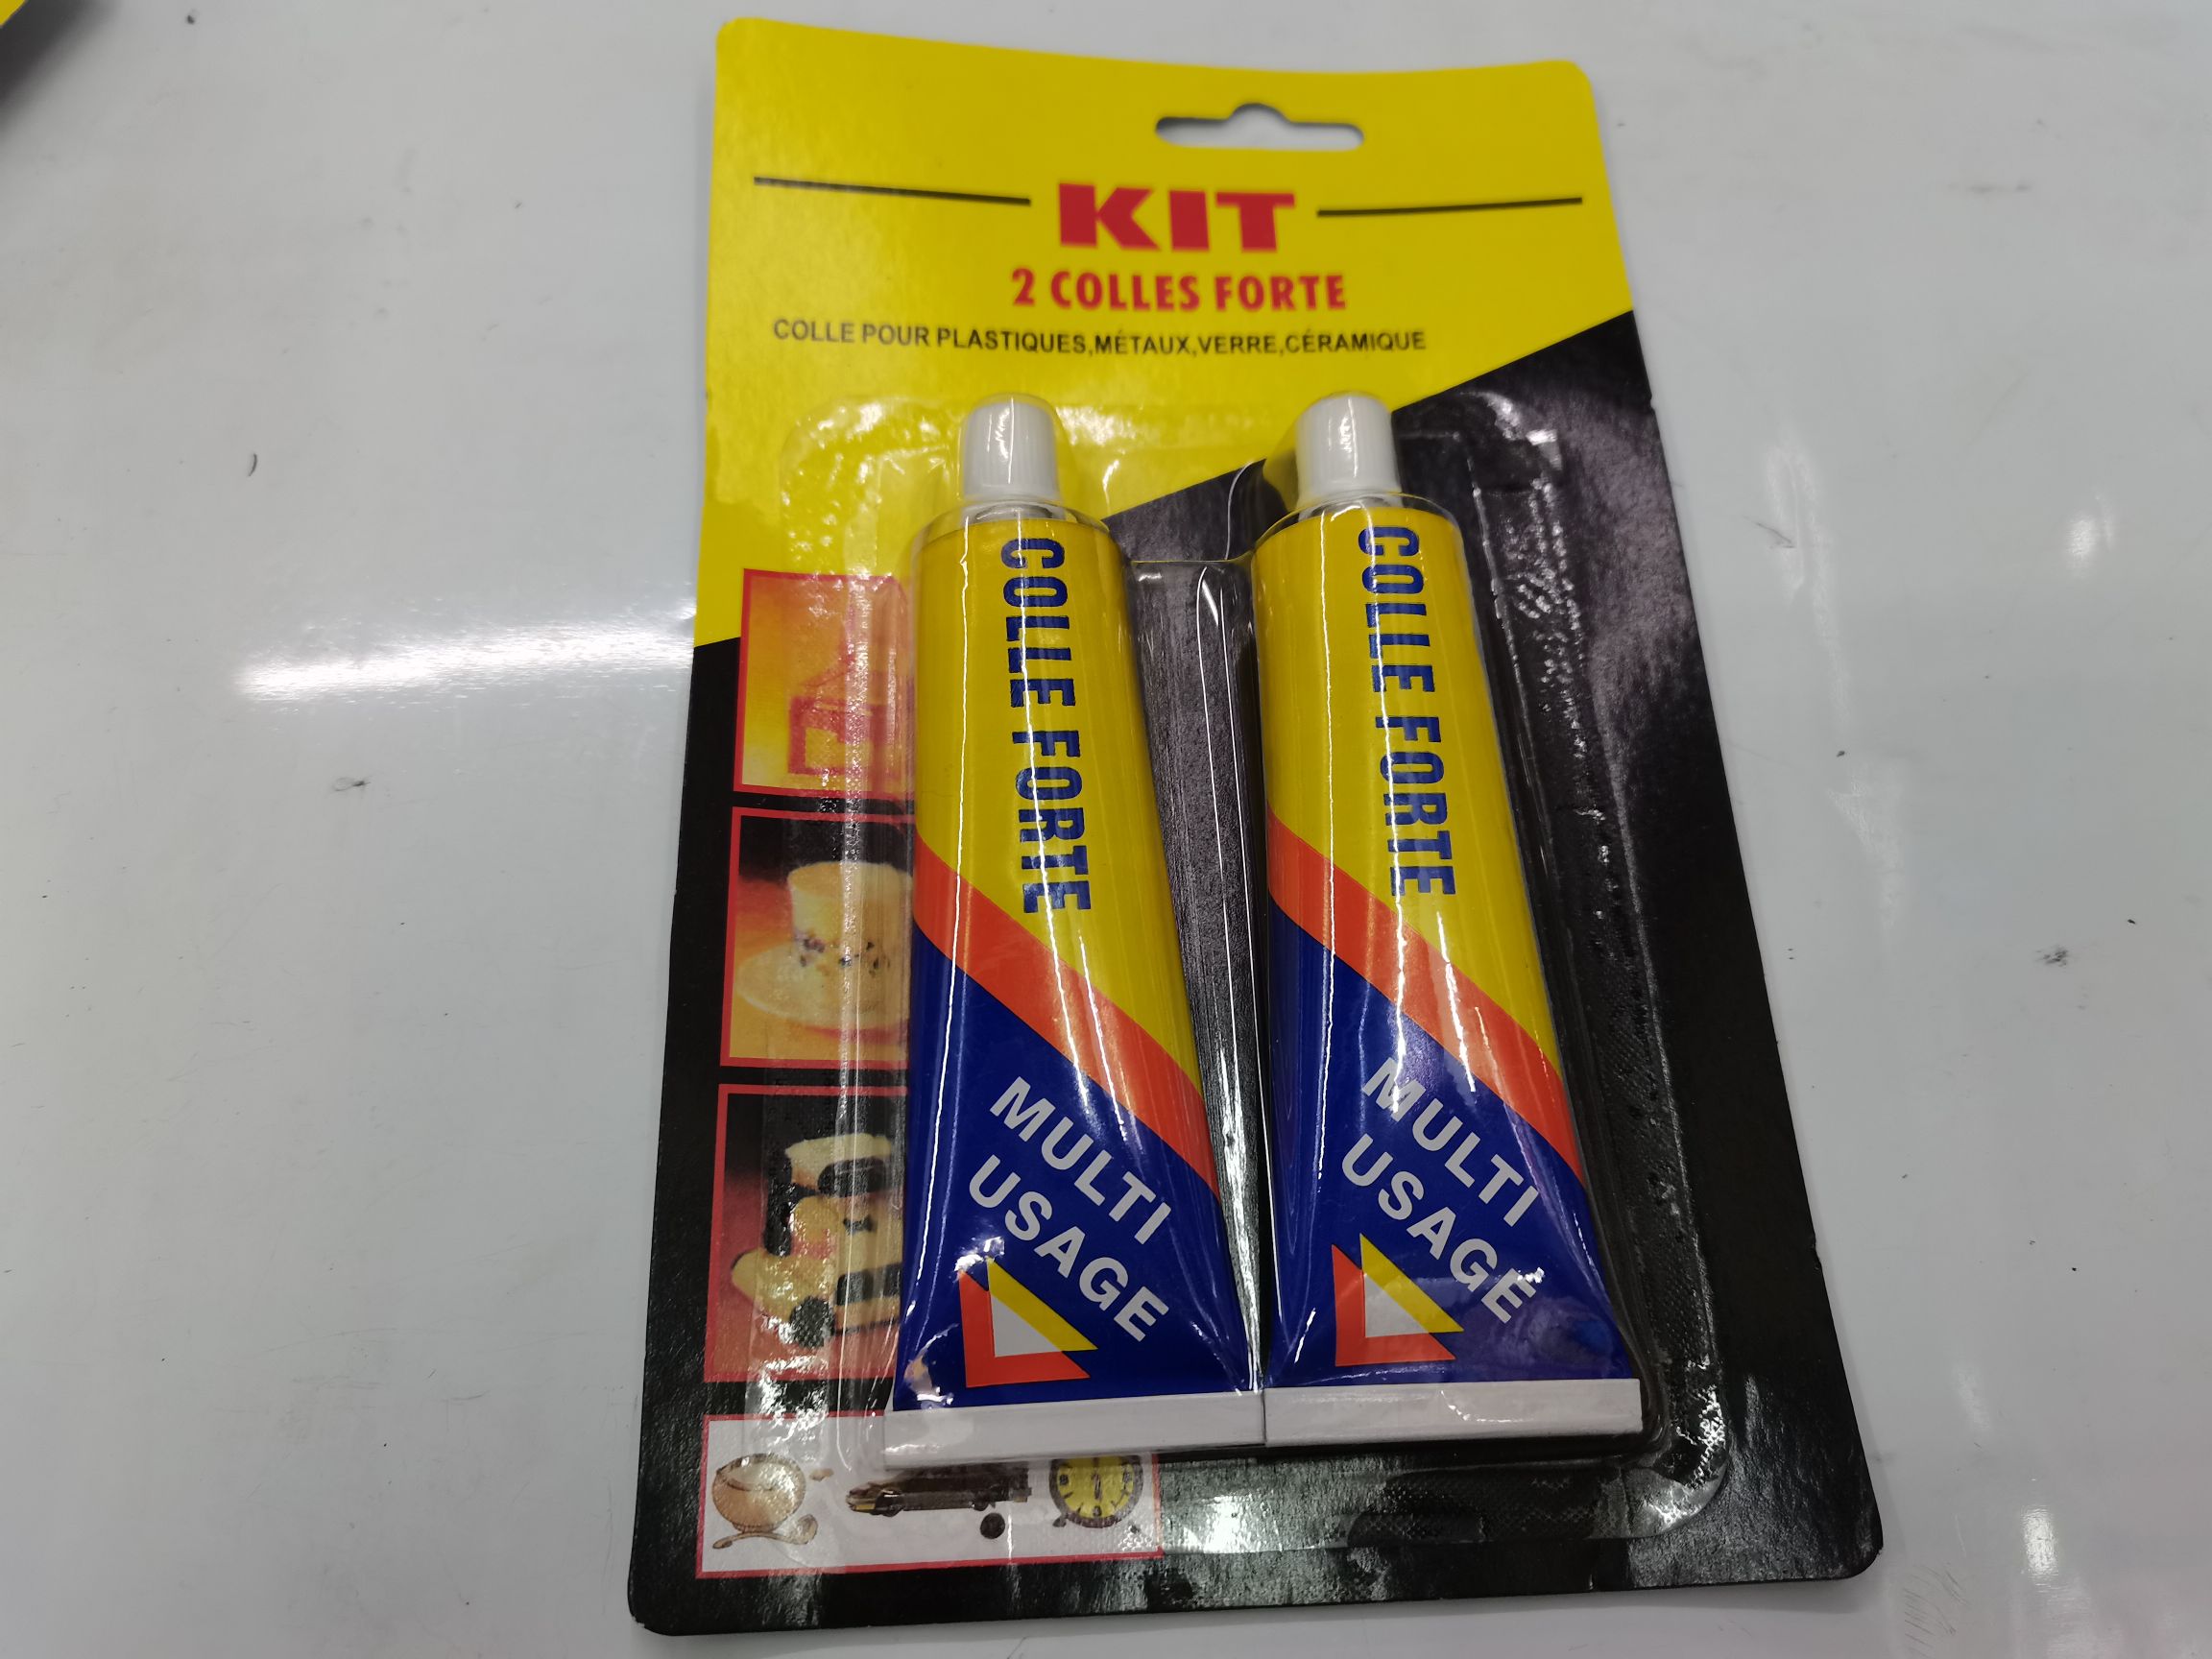 KIT
2 COLLES FORTE
COLLE POUR PLASTIQUES,MÉTAUX,VERRE,CÉRAMIQUE
COLLE FORTE
MULTI
USAGE
COLLE FORTE
MULTI
USAGE